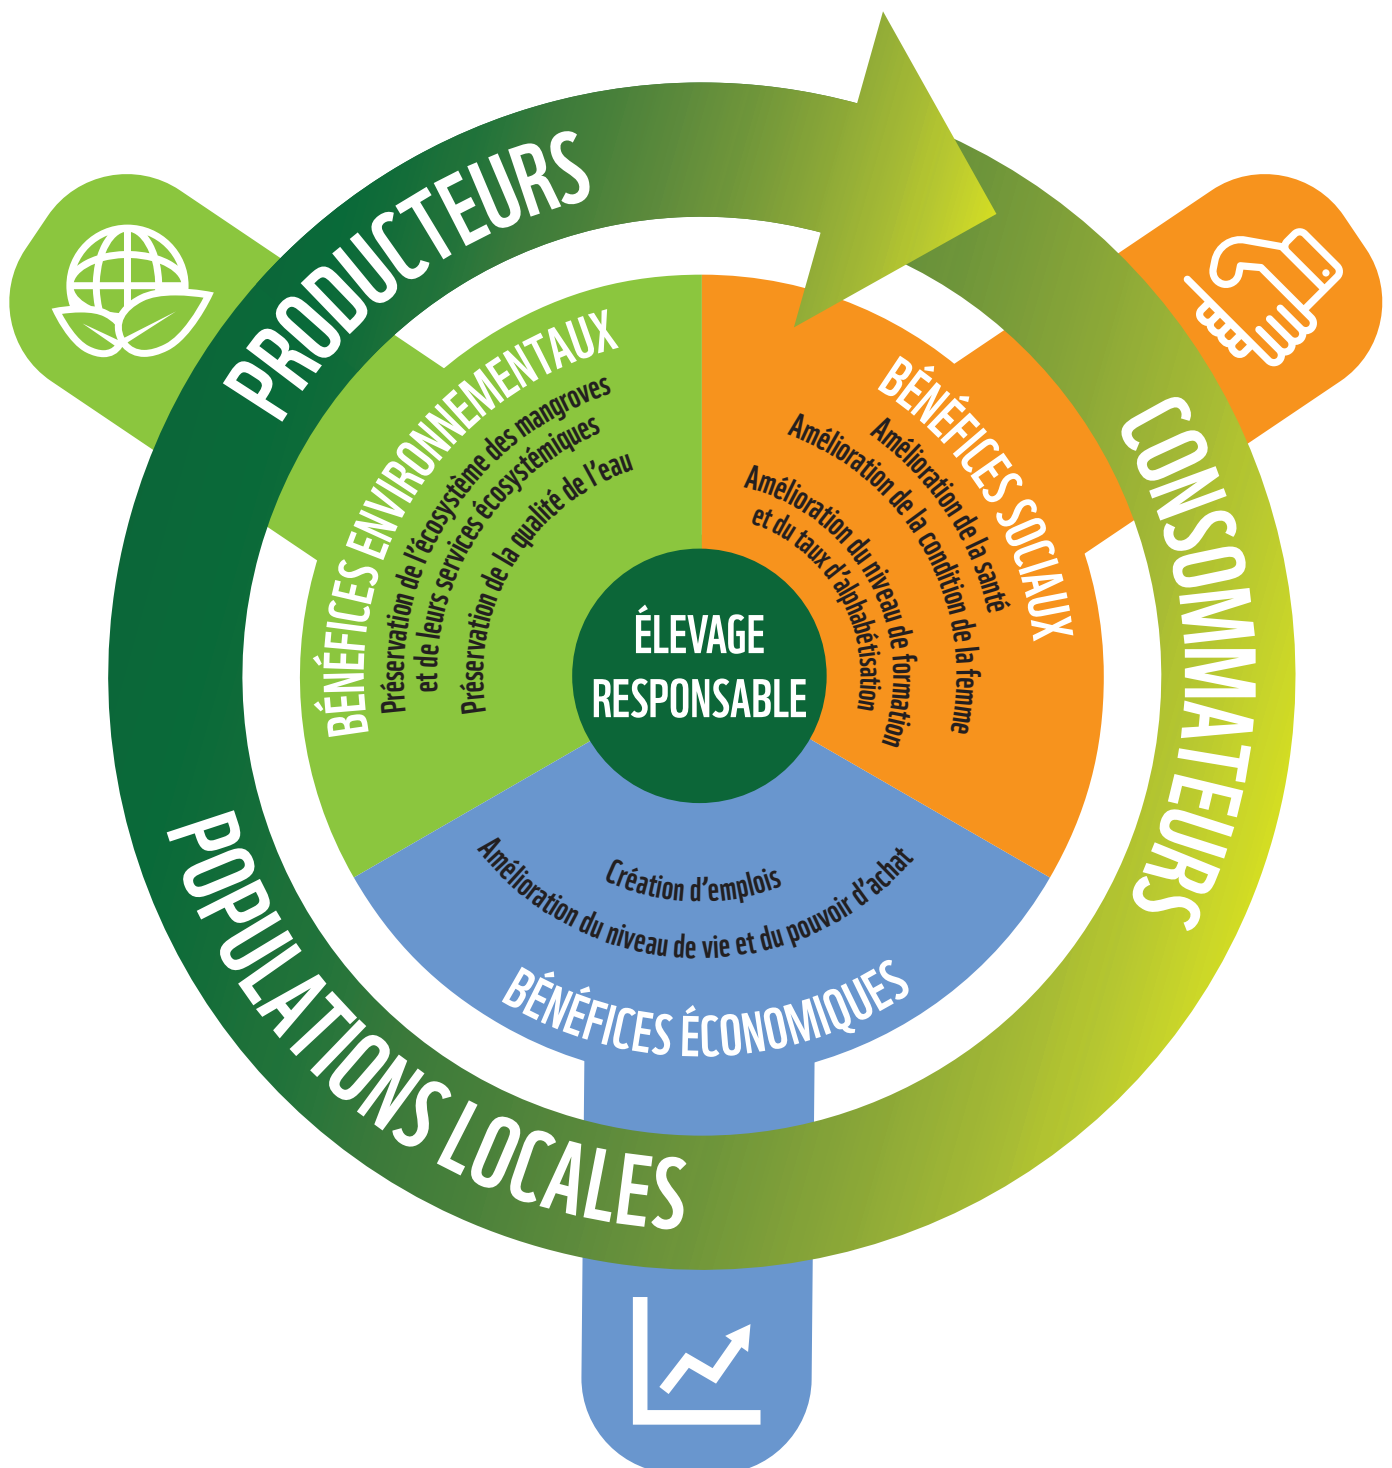 PRODUCTEURS
CONSOMMATEURS
POPULATIONS LOCALES
BÉNÉFICES ENVIRONNEMENTAUX
Préservation de l'écosystème des mangroves
et de leurs services écosystémiques
Préservation de la qualité de l'eau
BÉNÉFICES SOCIAUX
Amélioration de la santé
Amélioration de la condition de la femme
Amélioration du niveau de formation
et du taux d'alphabétisation
ÉLEVAGE
RESPONSABLE
Création d'emplois
Amélioration du niveau de vie et du pouvoir d'achat
BÉNÉFICES ÉCONOMIQUES